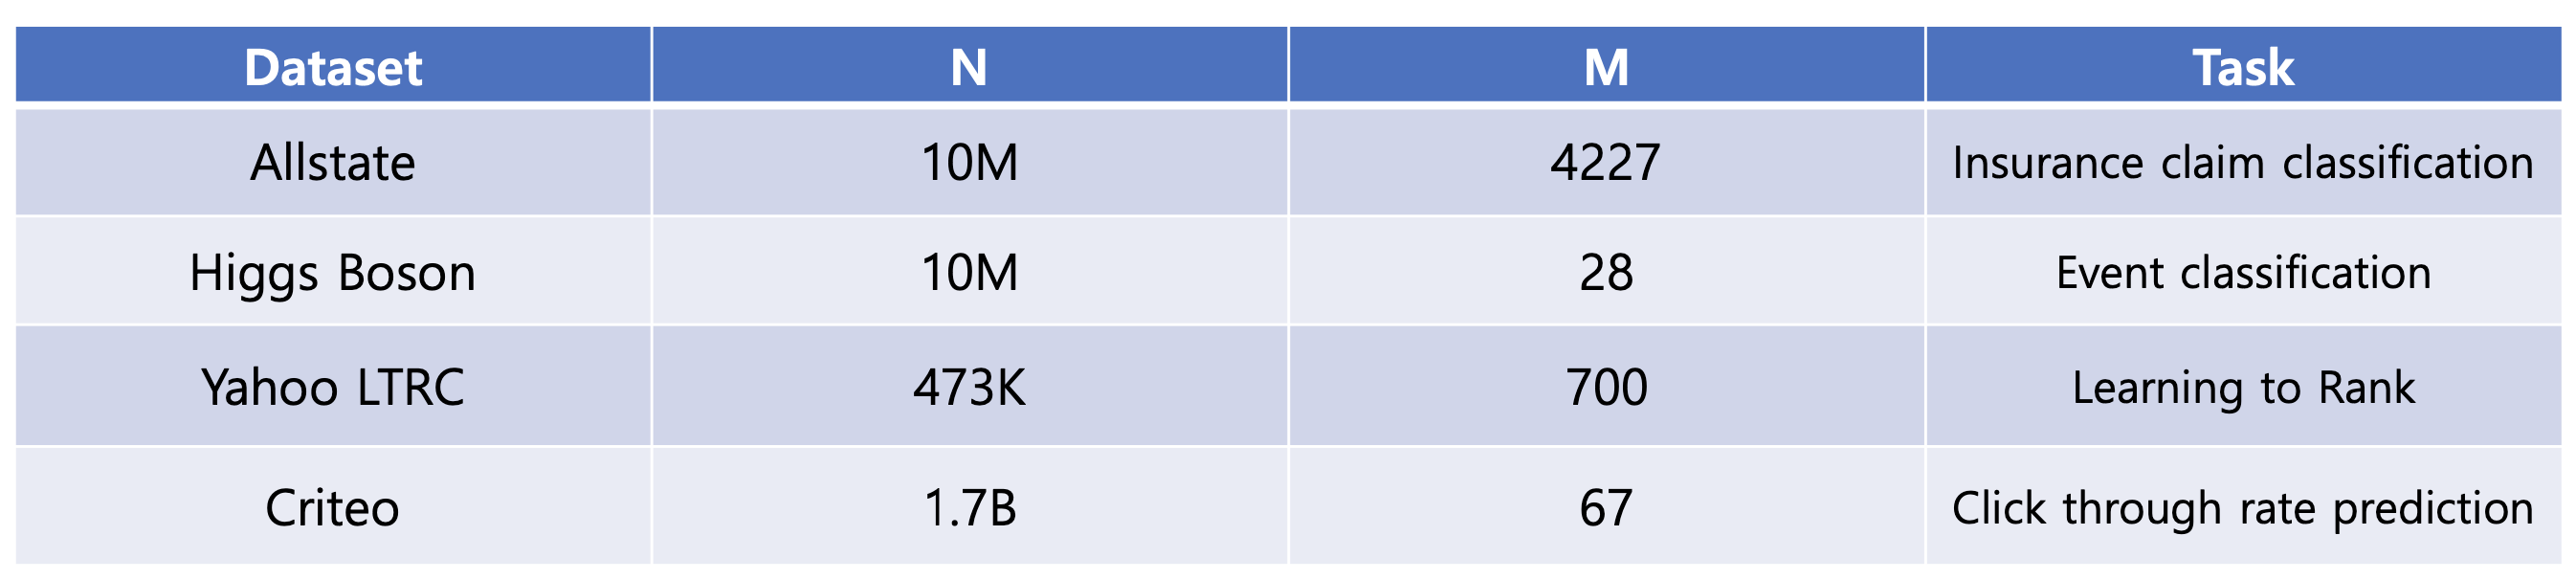 Dataset N M Task
Allstate 10M 4227 Insurance claim classification
Higgs Boson 10M 28 Event classification
Yahoo LTRC 473K 700 Learning to Rank
Criteo 1.7B 67 Click through rate prediction